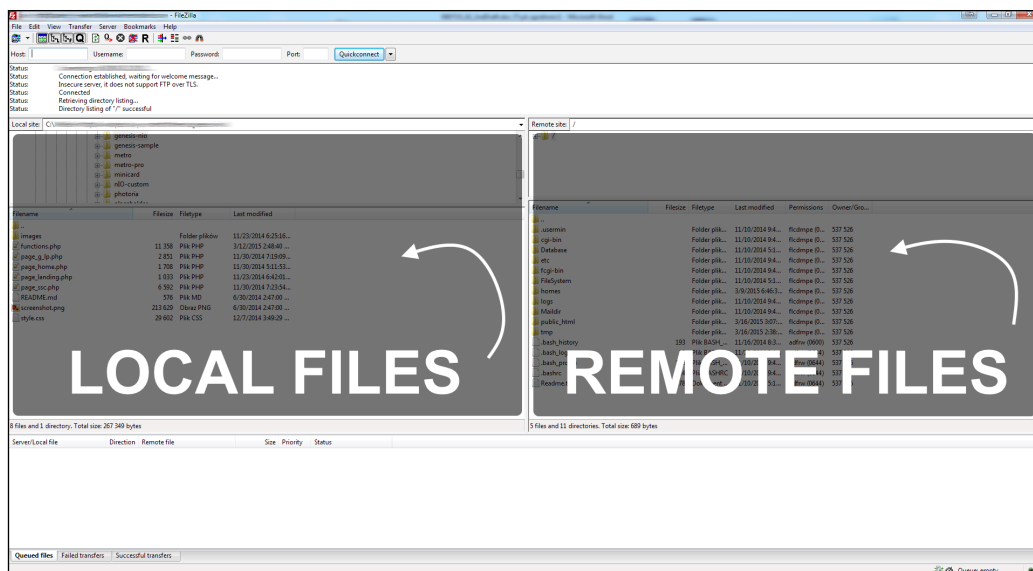 - FileZilla
File Edit View Transfer Server Bookmarks Help
Host: Username: Password: Port: Quickconnect
Status:
Status: Connection established, waiting for welcome message...
Status: Insecure server, it does not support FTP over TLS.
Status: Connected
Status: Retrieving directory listing...
Status: Directory listing of "/" successful
Local site: C:\
Remote site: /
genesis-sample
metro
metro-pro
minicard
photoria
/
Filename Filesize Filetype Last modified
..
images Folder plików 11/23/2014 6:25:16...
functions.php 11 358 Plik PHP 3/12/2015 2:48:40 ...
page_g_lp.php 2 851 Plik PHP 11/30/2014 7:19:09...
page_home.php 1 708 Plik PHP 11/30/2014 5:11:53...
page_landing.php 1 033 Plik PHP 11/23/2014 6:42:01...
page_ssc.php 6 592 Plik PHP 11/30/2014 7:23:54...
README.md 576 Plik MD 6/30/2014 2:47:00 ...
screenshot.png 213 629 Obraz PNG 6/30/2014 2:47:00 ...
style.css 29 602 Plik CSS 12/7/2014 3:49:29 ...
LOCAL FILES
8 files and 1 directory. Total size: 267 349 bytes
Filename Filesize Filetype Last modified Permissions Owner/Gro...
..
.usermin Folder plik... 11/10/2014 9:4... flcdmpe (0... 537 526
cgi-bin Folder plik... 11/10/2014 9:4... flcdmpe (0... 537 526
Database Folder plik... 11/10/2014 5:1... flcdmpe (0... 537 526
etc Folder plik... 11/10/2014 9:4... flcdmpe (0... 537 526
fcgi-bin Folder plik... 11/10/2014 9:4... flcdmpe (0... 537 526
FileSystem Folder plik... 11/10/2014 5:1... flcdmpe (0... 537 526
homes Folder plik... 3/9/2015 6:46:3... flcdmpe (0... 537 526
logs Folder plik... 11/10/2014 9:4... flcdmpe (0... 537 526
Maildir Folder plik... 11/10/2014 9:4... flcdmpe (0... 537 526
public_html Folder plik... 3/16/2015 3:07:... flcdmpe (0... 537 526
tmp Folder plik... 3/16/2015 2:38:... flcdmpe (0... 537 526
.bash_history 193 Plik BASH_... 11/16/2014 8:3... adfrw (0600) 537 526
.bashrc
REMOTE FILES
5 files and 11 directories. Total size: 689 bytes
Server/Local file Direction Remote file Size Priority Status
Queued files Failed transfers Successful transfers
Queue: empty